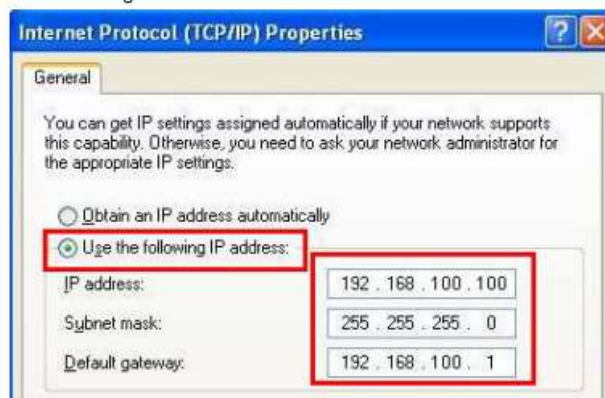 Internet Protocol (TCP/IP) Properties
General
You can get IP settings assigned automatically if your network supports
this capability. Otherwise, you need to ask your network administrator for
the appropriate IP settings.
Obtain an IP address automatically
Use the following IP address:
IP address: 192 . 168 . 100 . 100
Subnet mask: 255 . 255 . 255 . 0
Default gateway: 192 . 168 . 100 . 1